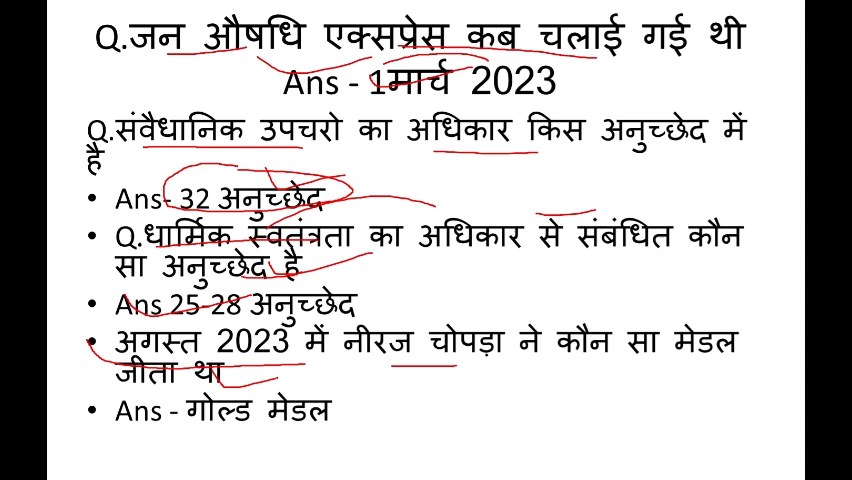 Q.जन औषधि एक्सप्रेस कब चलाई गई थी
Ans - 1मार्च 2023
Q.संवैधानिक उपचरो का अधिकार किस अनुच्छेद में
है
• Ans- 32 अनुच्छेद
• Q.धार्मिक स्वतंत्रता का अधिकार से संबंधित कौन
सा अनुच्छेद है
• Ans 25-28 अनुच्छेद
• अगस्त 2023 में नीरज चोपड़ा ने कौन सा मेडल
जीता था
• Ans - गोल्ड मेडल